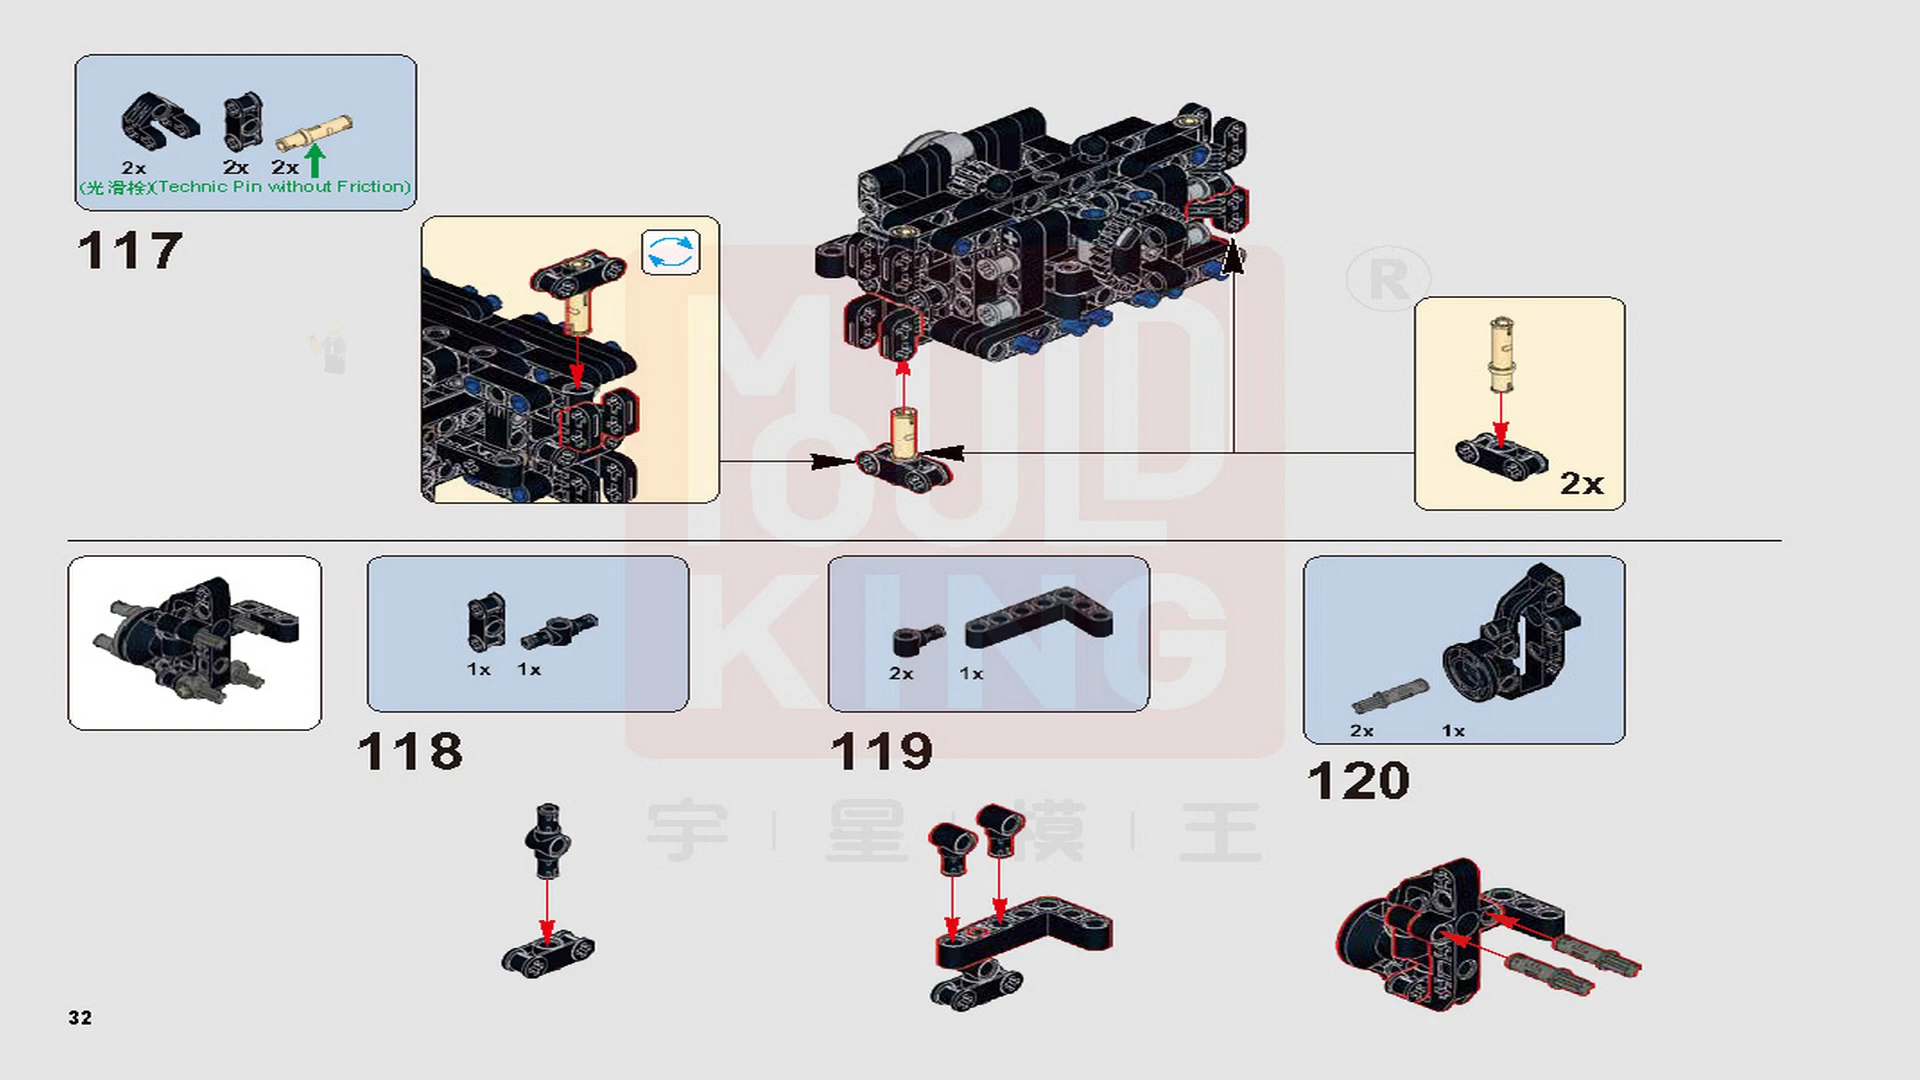 2x 2x 2x
(光滑栓)(Technic Pin without Friction)
117
2x
MOULD
KING
®
118
1x 1x
119
2x 1x
120
2x 1x
宇|星|模|王
32